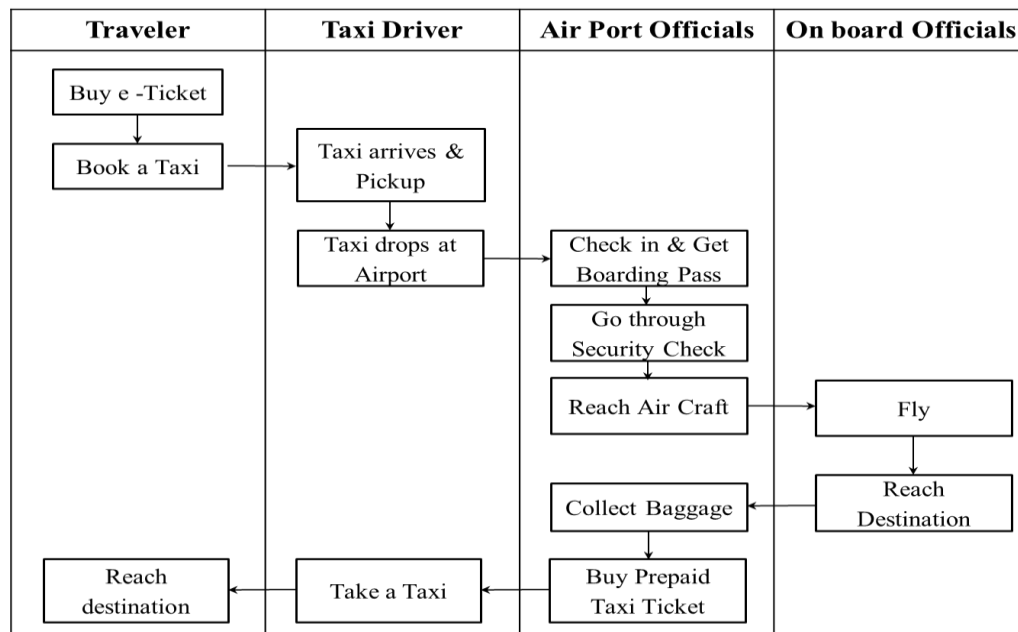 Traveler
Taxi Driver
Air Port Officials
On board Officials
Buy e -Ticket
Book a Taxi
Taxi arrives &
Pickup
Taxi drops at
Airport
Check in & Get
Boarding Pass
Go through
Security Check
Reach Air Craft
Fly
Reach
Destination
Collect Baggage
Buy Prepaid
Taxi Ticket
Take a Taxi
Reach
destination